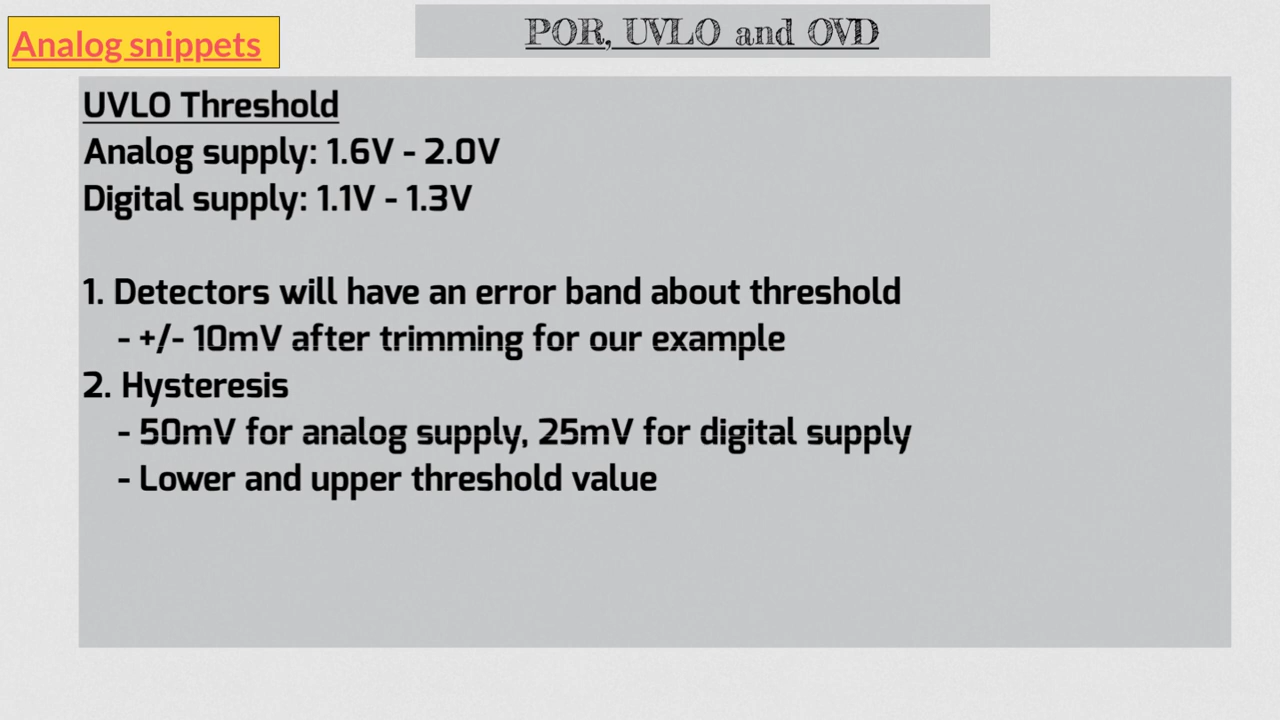 Analog snippets
POR, UVLO and OVD
UVLO Threshold
Analog supply: 1.6V - 2.0V
Digital supply: 1.1V - 1.3V
1. Detectors will have an error band about threshold
- +/- 10mV after trimming for our example
2. Hysteresis
- 50mV for analog supply, 25mV for digital supply
- Lower and upper threshold value